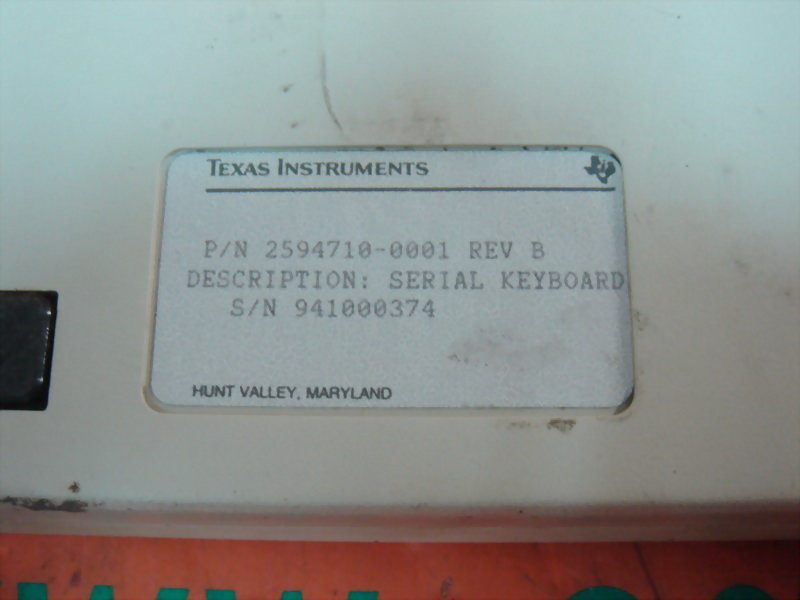 TEXAS INSTRUMENTS
P/N 2594710-0001 REV B
DESCRIPTION: SERIAL KEYBOARD
S/N 941000374
HUNT VALLEY, MARYLAND